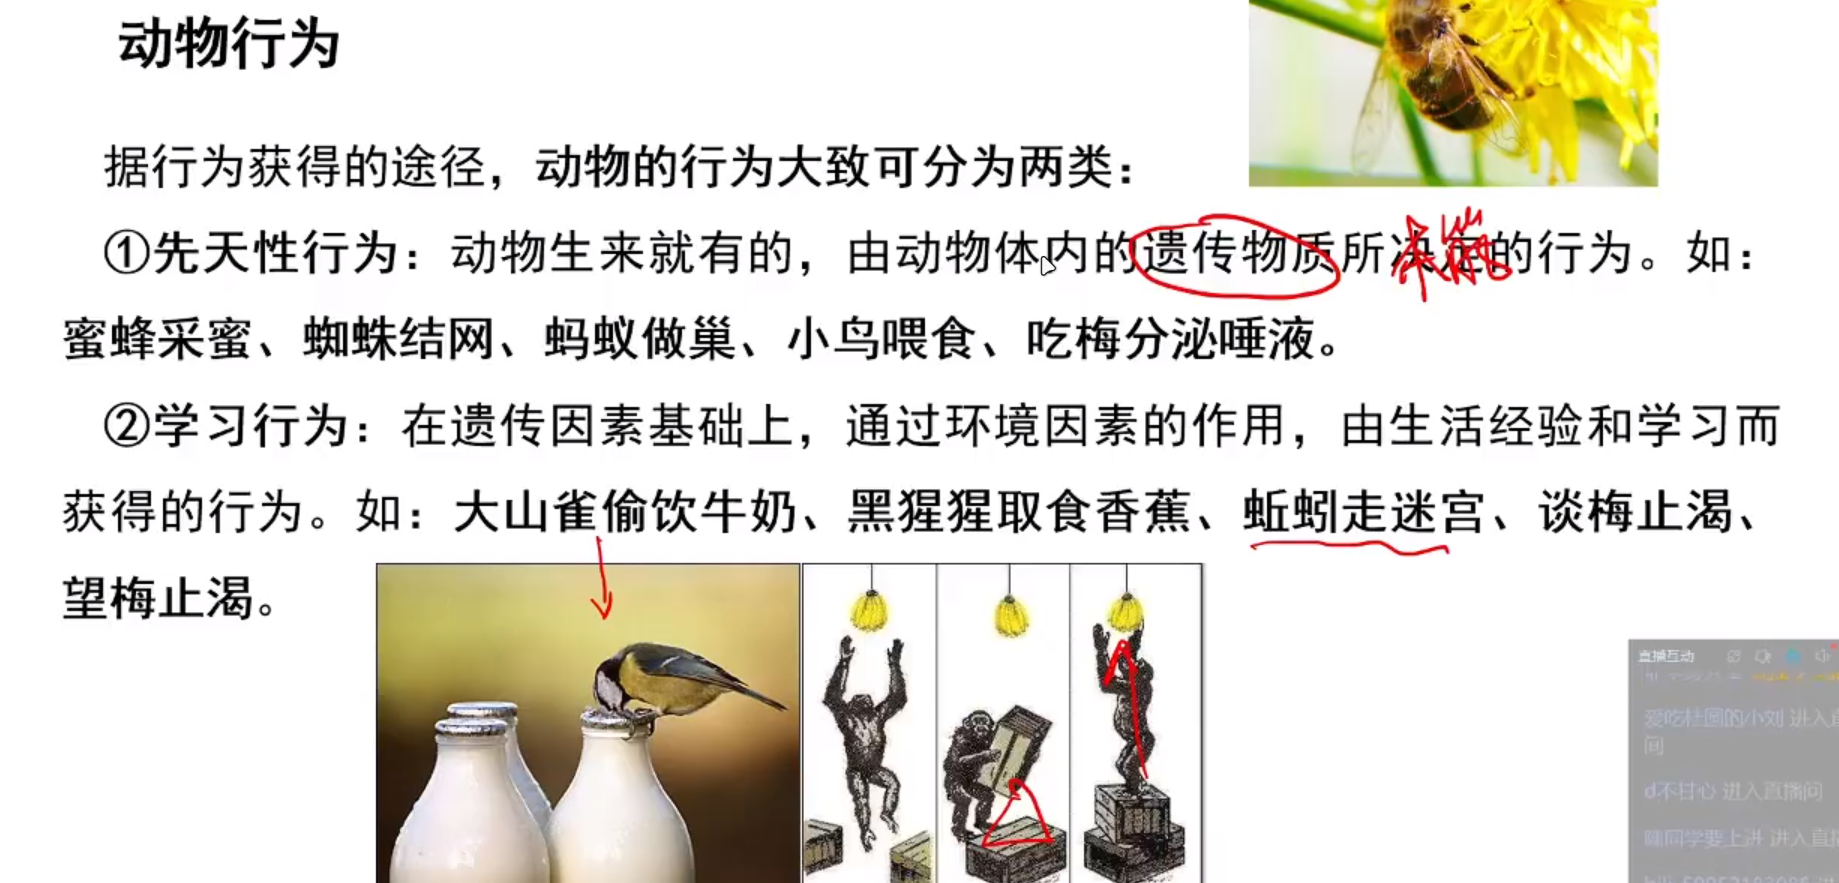 动物行为
据行为获得的途径，动物的行为大致可分为两类：
①先天性行为：动物生来就有的，由动物体内的遗传物质所决定的行为。如：
蜜蜂采蜜、蜘蛛结网、蚂蚁做巢、小鸟喂食、吃梅分泌唾液。
本能
②学习行为：在遗传因素基础上，通过环境因素的作用，由生活经验和学习而
获得的行为。如：大山雀偷饮牛奶、黑猩猩取食香蕉、蚯蚓走迷宫、谈梅止渴、
望梅止渴。
直播互动
爱吃桂圆的小刘 进入直
间
d不甘心 进入直播间
同学要上进 进入直播